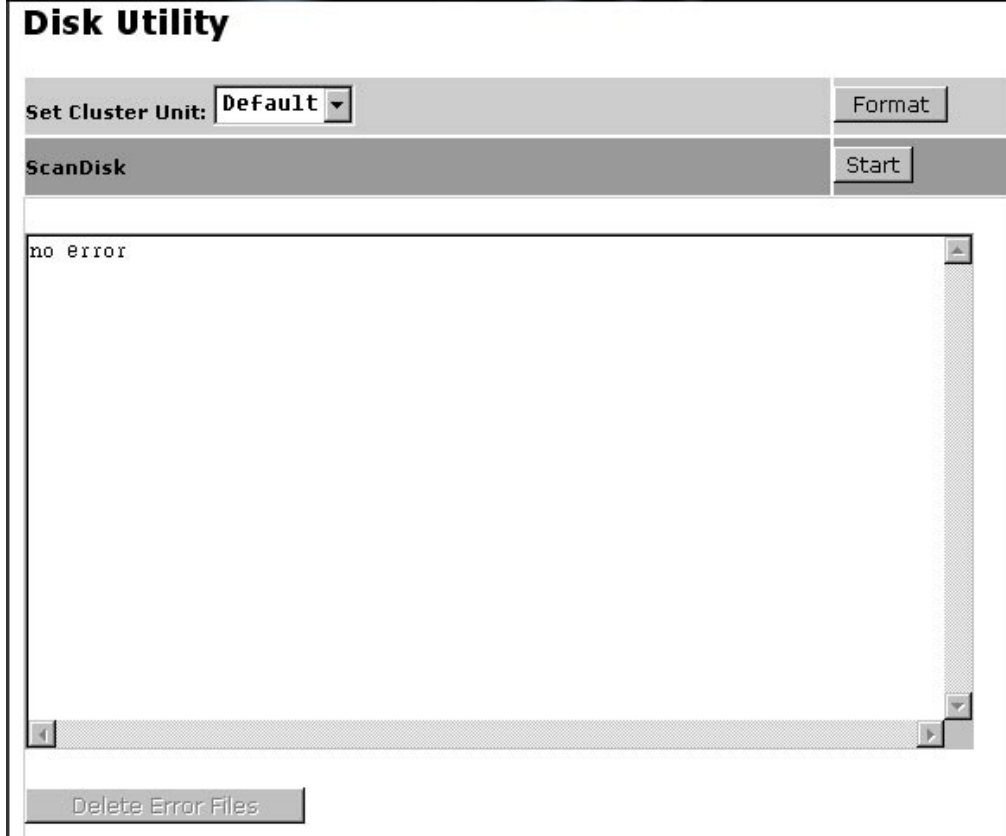 Disk Utility
Set Cluster Unit: Default Format
ScanDisk Start
no error
Delete Error Files